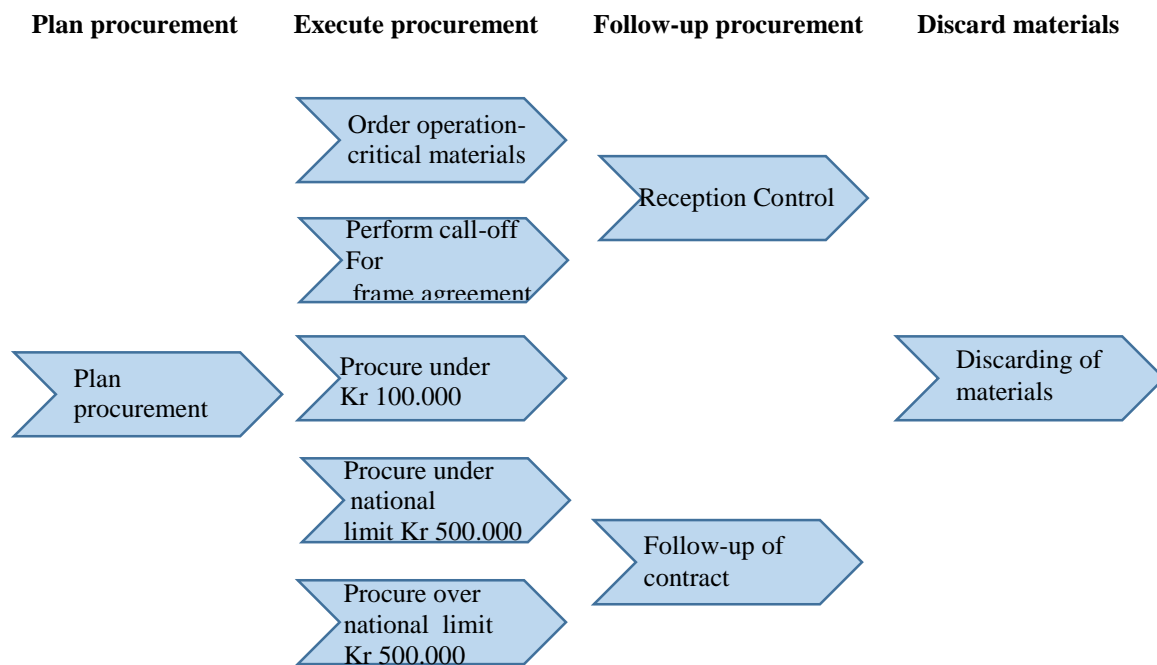 Plan procurement
Execute procurement
Follow-up procurement
Discard materials
Order operation-
critical materials
Perform call-off
For
frame agreement
Procure under
Kr 100.000
Procure under
national
limit Kr 500.000
Procure over
national limit
Kr 500.000
Plan
procurement
Reception Control
Follow-up of
contract
Discarding of
materials